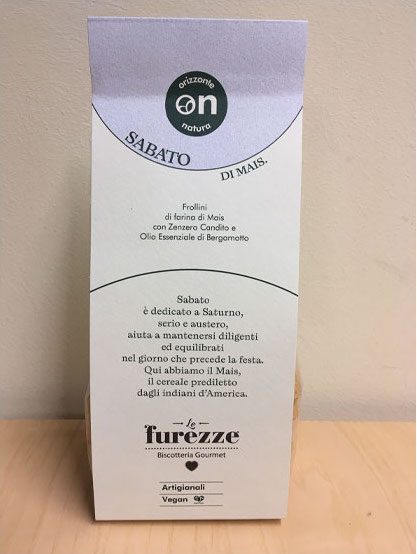 orizzonte
on
natura
SABATO
DI MAIS.
Frollini
di farina di Mais
con Zenzero Candito e
Olio Essenziale di Bergamotto
Sabato
è dedicato a Saturno,
serio e austero,
aiuta a mantenersi diligenti
ed equilibrati
nel giorno che precede la festa.
Qui abbiamo il Mais,
il cereale prediletto
dagli indiani d'America.
le
furezze
Biscotteria Gourmet
Artigianali
Vegan